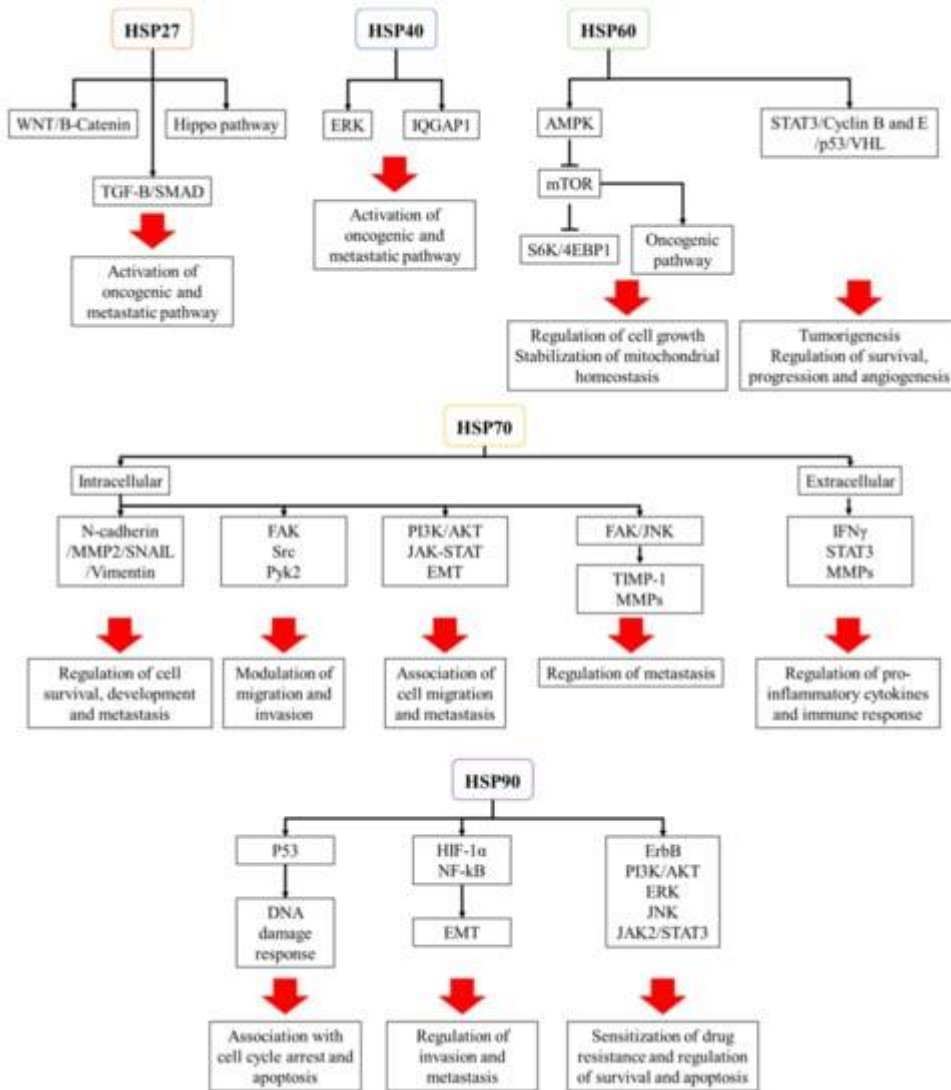 HSP27
HSP40
HSP60
WNT/B-Catenin
Hippo pathway
TGF-B/SMAD
Activation of
oncogenic and
metastatic pathway
ERK
IQGAP1
Activation of
oncogenic and
metastatic pathway
AMPK
mTOR
S6K/4EBP1
Oncogenic
pathway
STAT3/Cyclin B and E
/p53/VHL
Regulation of cell growth
Stabilization of mitochondrial
homeostasis
Tumorigenesis
Regulation of survival,
progression and angiogenesis
HSP70
Intracellular
Extracellular
N-cadherin
/MMP2/SNAIL
/Vimentin
FAK
Src
Pyk2
PI3K/AKT
JAK-STAT
EMT
FAK/JNK
TIMP-1
MMPs
IFNγ
STAT3
MMPs
Regulation of cell
survival, development
and metastasis
Modulation of
migration and
invasion
Association of
cell migration
and metastasis
Regulation of metastasis
Regulation of pro-
inflammatory cytokines
and immune response
HSP90
P53
DNA
damage
response
HIF-1α
NF-kB
EMT
ErbB
PI3K/AKT
ERK
JNK
JAK2/STAT3
Association with
cell cycle arrest and
apoptosis
Regulation of
invasion and
metastasis
Sensitization of drug
resistance and regulation
of survival and apoptosis